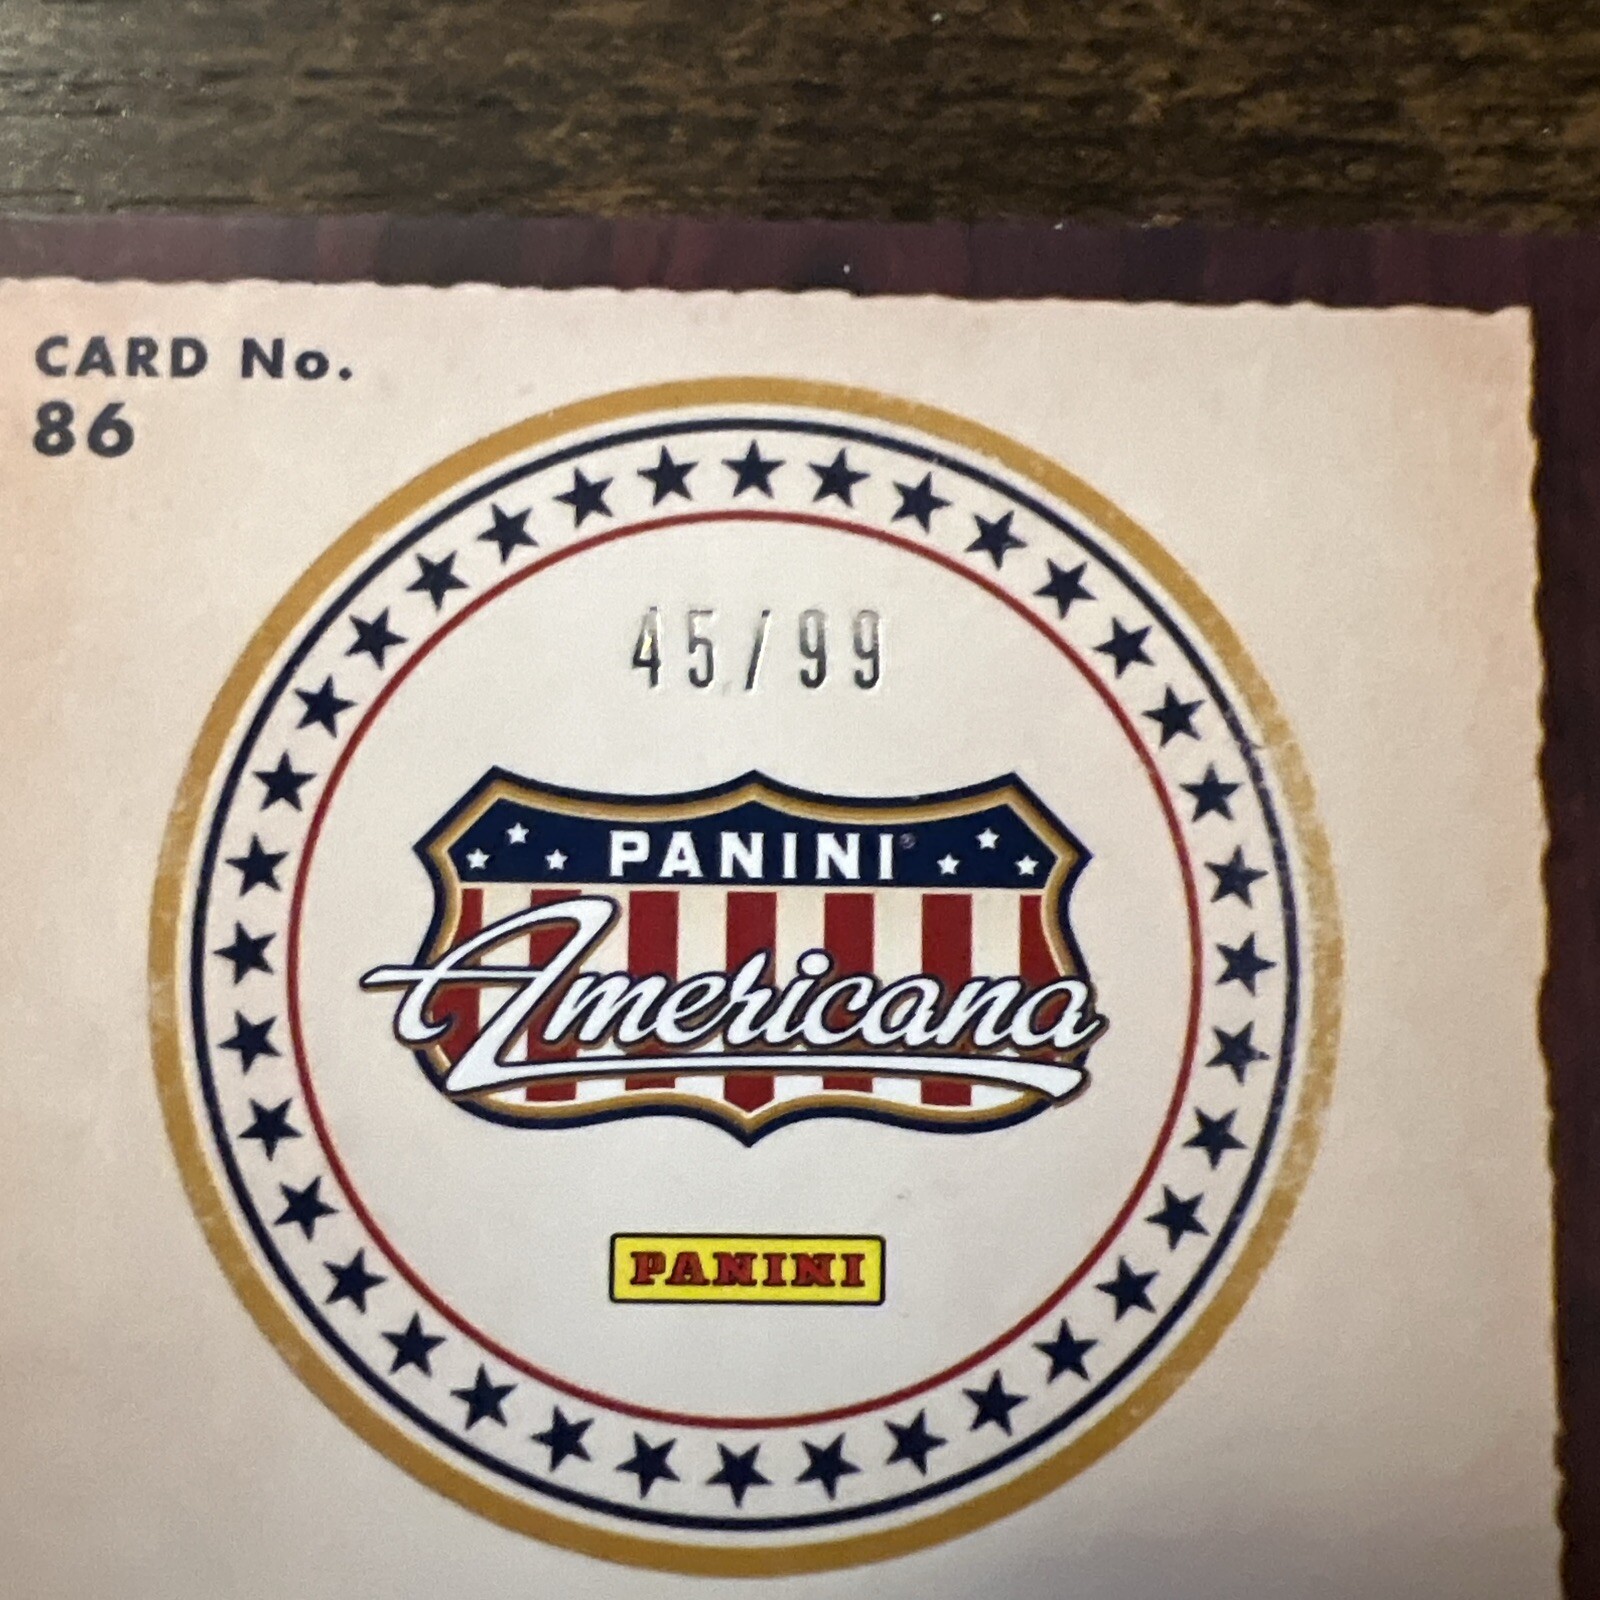 CARD No.
86
45/99
PANINI®
Americana
PANINI